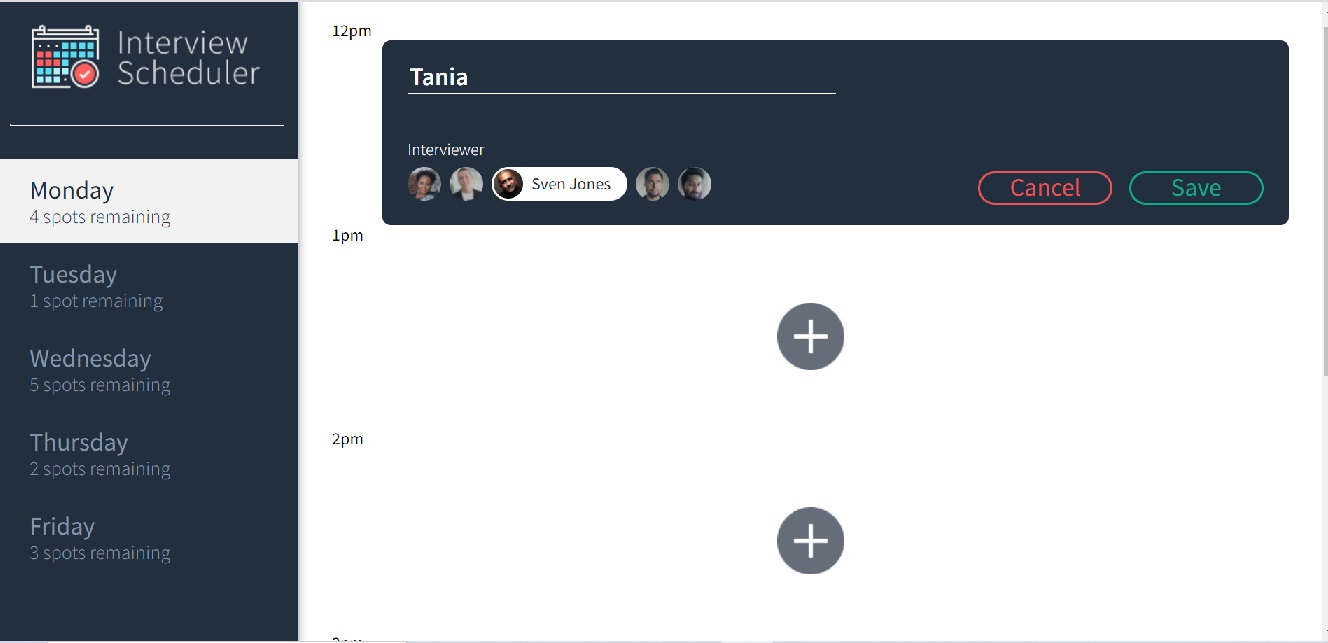 Interview
Scheduler
Monday
4 spots remaining
Tuesday
1 spot remaining
Wednesday
5 spots remaining
Thursday
2 spots remaining
Friday
3 spots remaining
12pm
Tania
Interviewer
Sven Jones
Cancel
Save
1pm
2pm